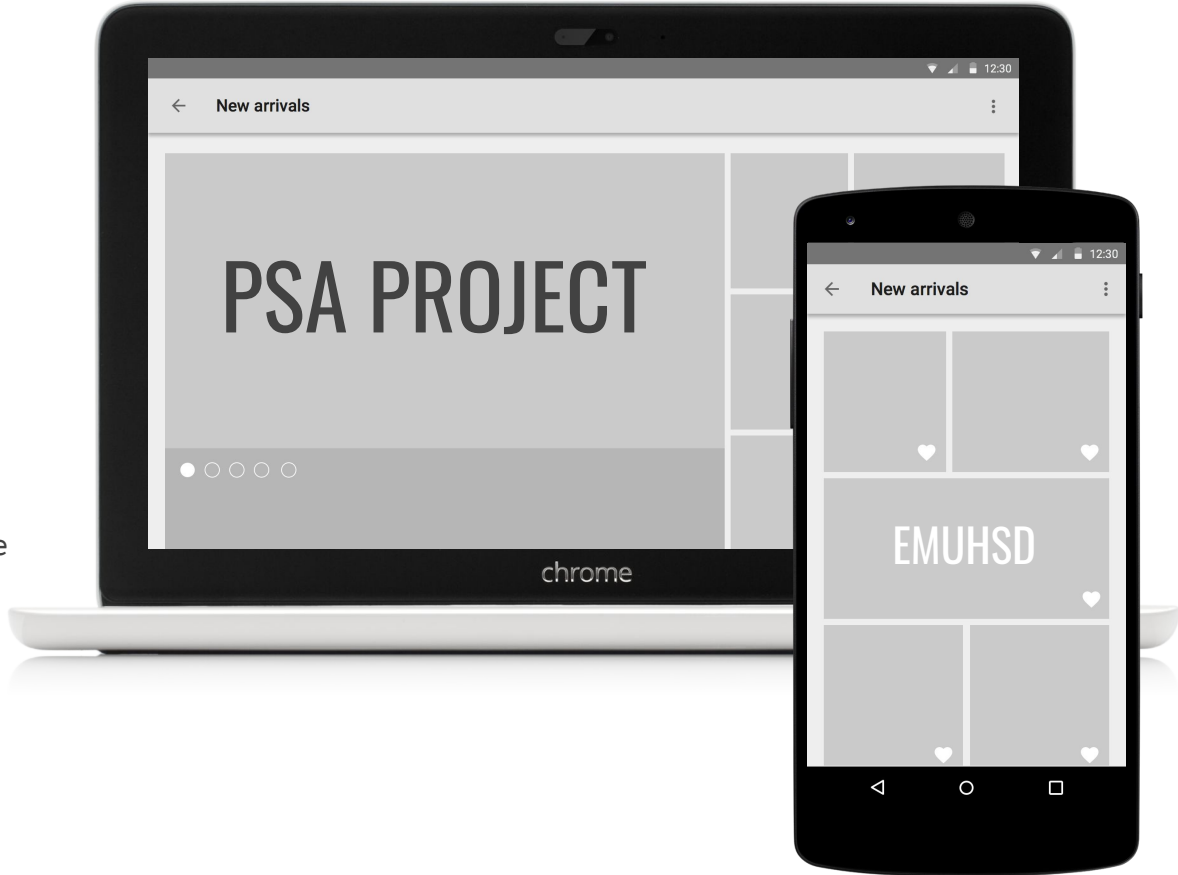 12:30
New arrivals
PSA PROJECT
chrome
12:30
New arrivals
EMUHSD
e